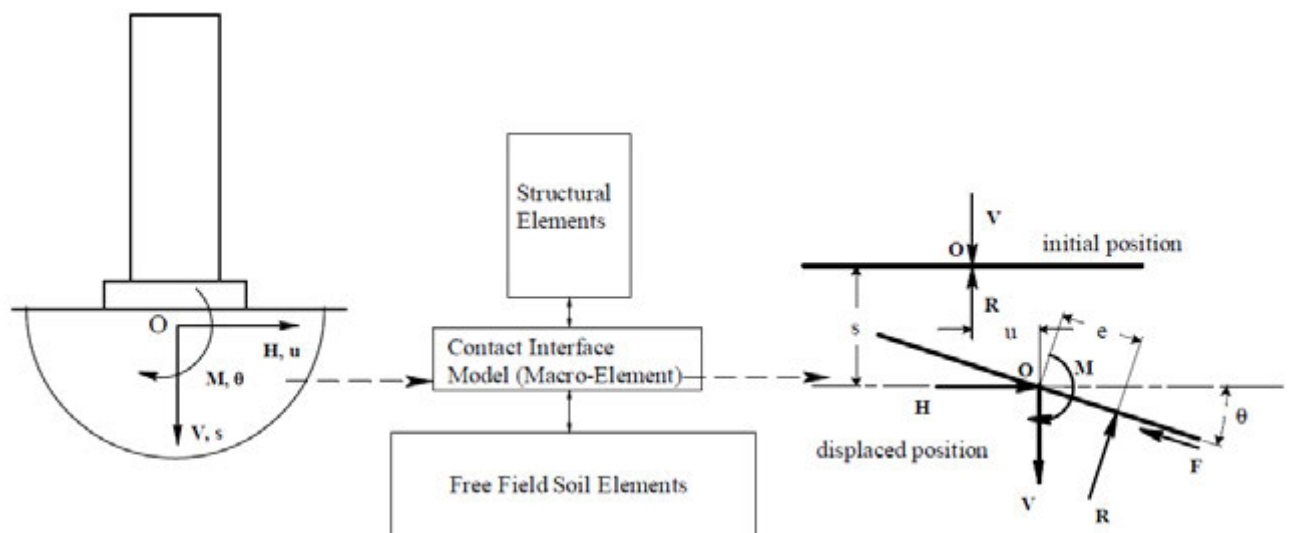 O
H, u
M, θ
V, s
Structural
Elements
Contact Interface
Model (Macro-Element)
Free Field Soil Elements
V
O
initial position
R
s
u
e
O
M
H
θ
displaced position
F
V
R